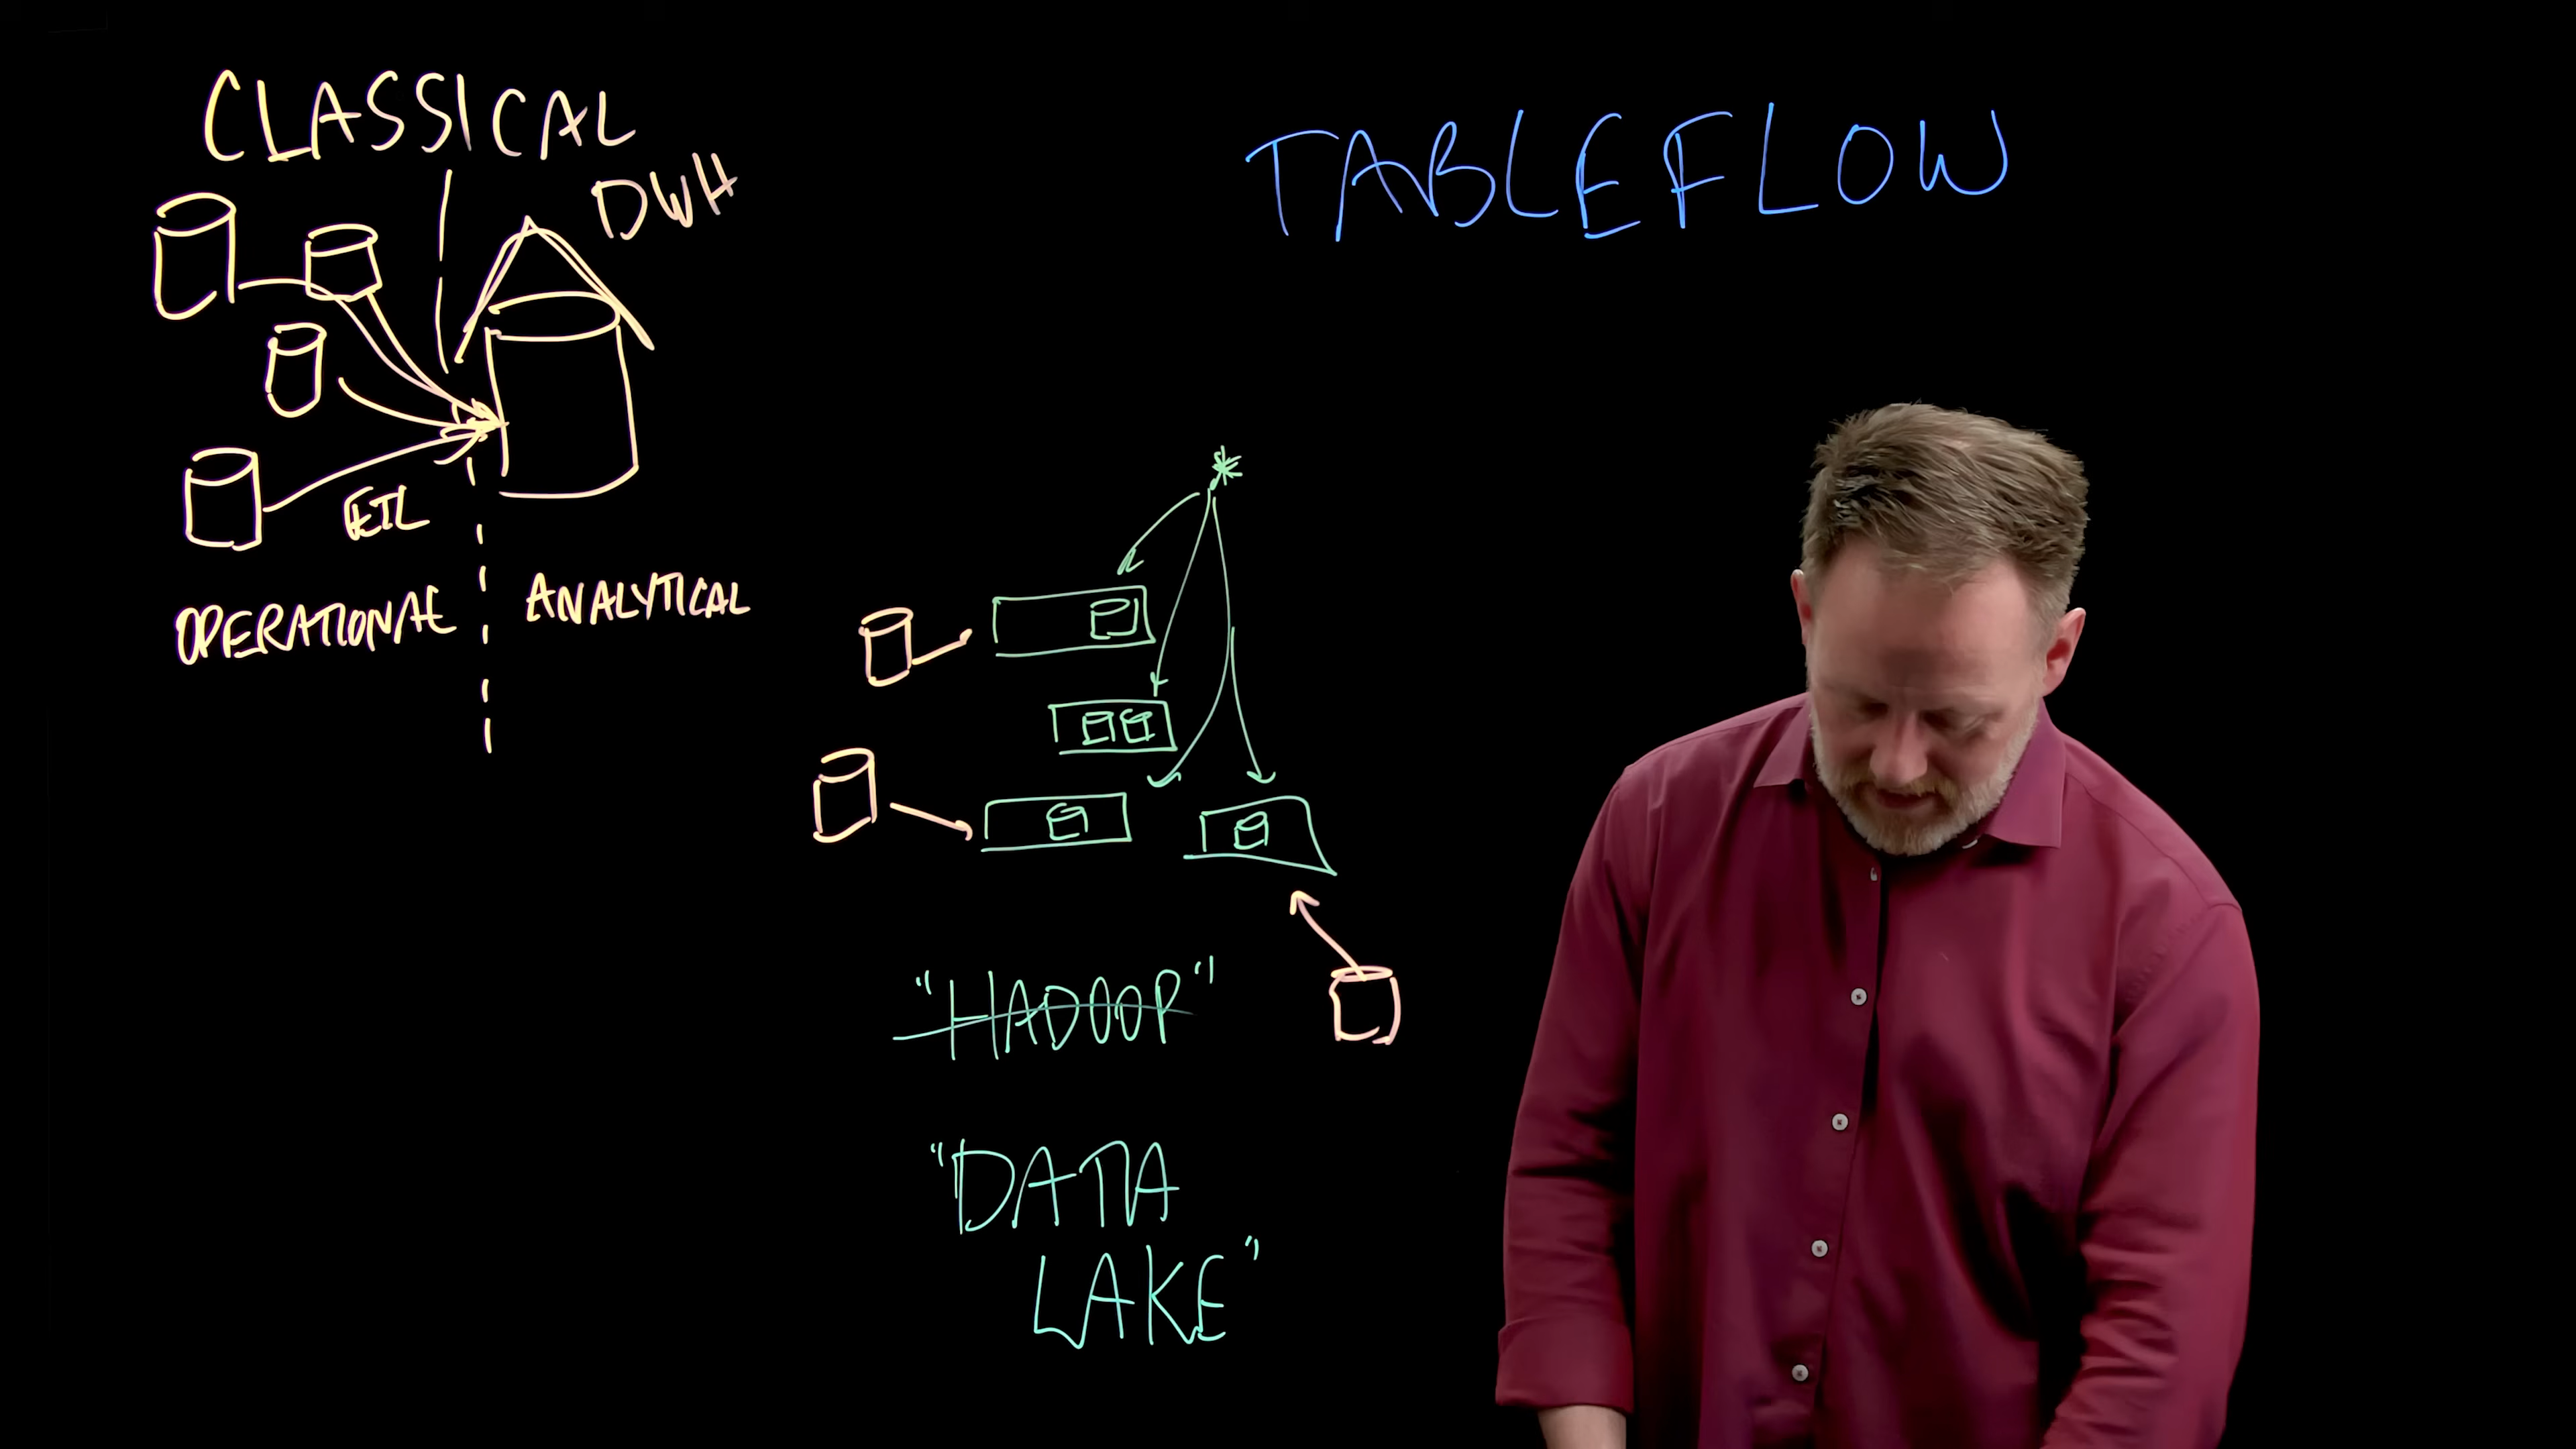 CLASSICAL
DWH
TABLEFLOW
ETL
OPERATIONAL
ANALYTICAL
"HADOOP"
"DATA
LAKE"